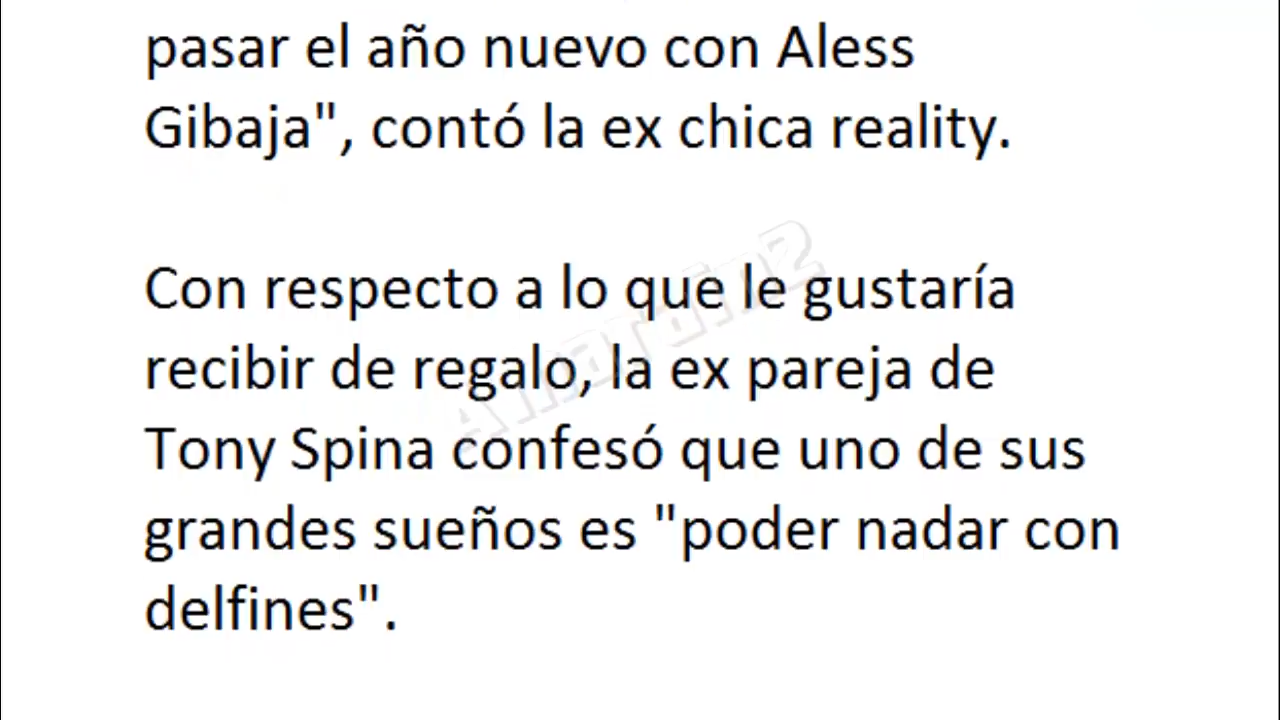 pasar el año nuevo con Aless
Gibaja", contó la ex chica reality.
Con respecto a lo que le gustaría
recibir de regalo, la ex pareja de
Tony Spina confesó que uno de sus
grandes sueños es "poder nadar con
delfines".